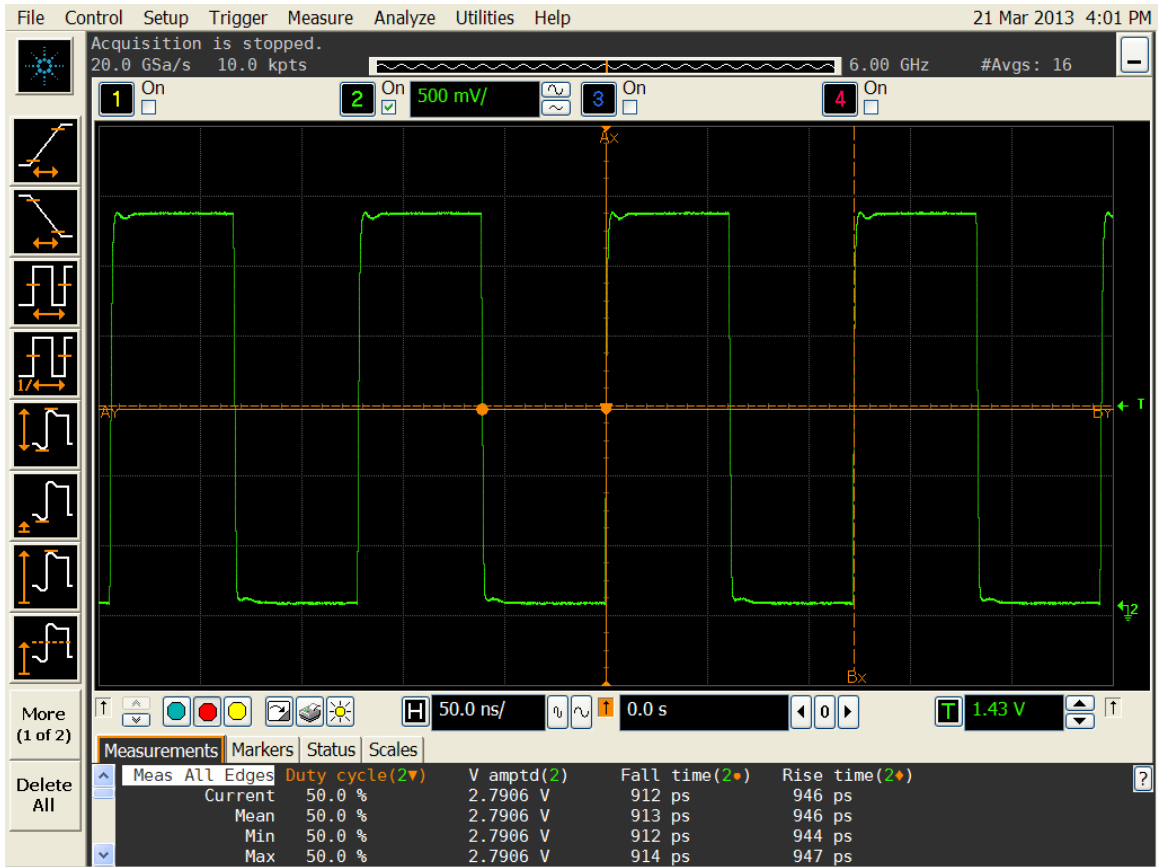 File Control Setup Trigger Measure Analyze Utilities Help 21 Mar 2013 4:01 PM
Acquisition is stopped.
20.0 GSa/s 10.0 kpts 6.00 GHz #Avgs: 16
1 On 2 On 500 mV/ 3 On 4 On
Ax
AY BY T
1/
2
Bx
More
(1 of 2)
H 50.0 ns/ T 0.0 s 0 T 1.43 V
Measurements Markers Status Scales
Delete
All
Meas All Edges Duty cycle(2▼) V amptd(2) Fall time(2●) Rise time(2♦) ?
Current 50.0 % 2.7906 V 912 ps 946 ps
Mean 50.0 % 2.7906 V 913 ps 946 ps
Min 50.0 % 2.7906 V 912 ps 944 ps
Max 50.0 % 2.7906 V 914 ps 947 ps